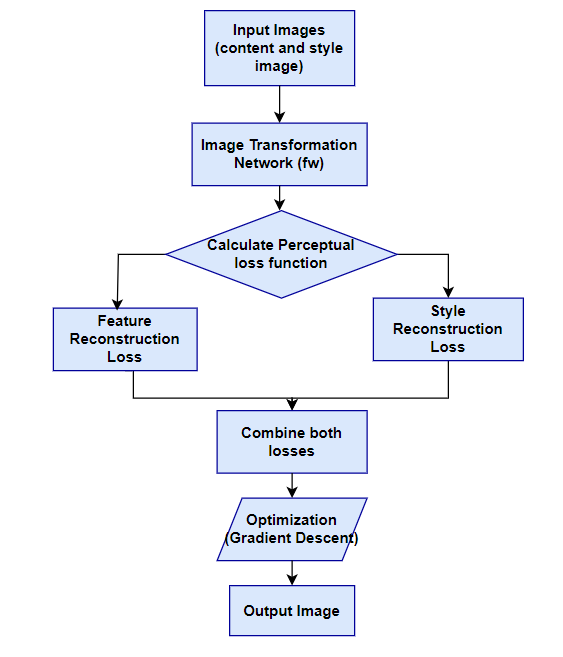 Input Images
(content and style
image)
Image Transformation
Network (fw)
Calculate Perceptual
loss function
Feature
Reconstruction
Loss
Style
Reconstruction
Loss
Combine both
losses
Optimization
(Gradient Descent)
Output Image